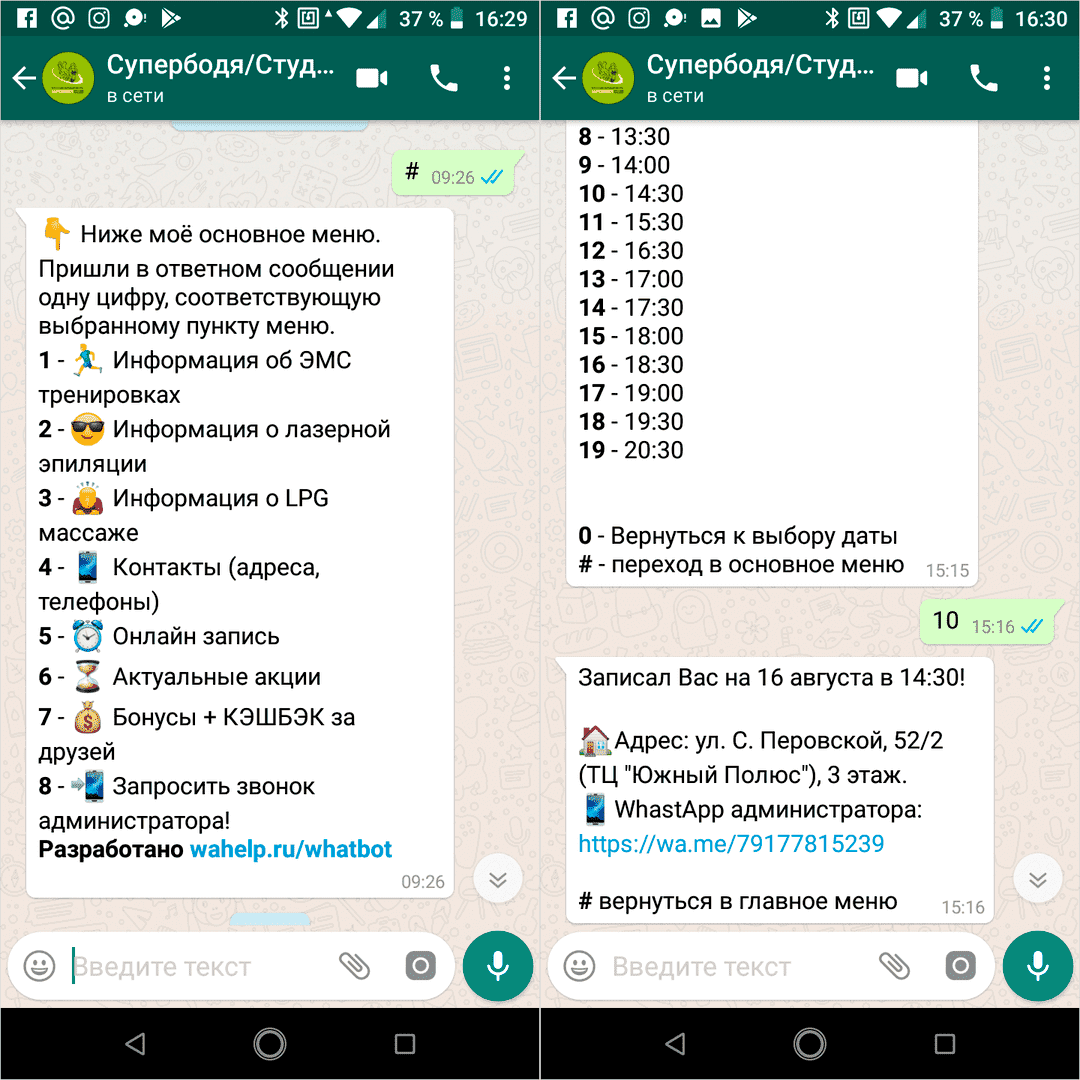 37 % 16:29
Супербодя/Студ...
в сети
# 09:26
Ниже моё основное меню.
Пришли в ответном сообщении
одну цифру, соответствующую
выбранному пункту меню.
1 - Информация об ЭМС
тренировках
2 - Информация о лазерной
эпиляции
3 - Информация о LPG
массаже
4 - Контакты (адреса,
телефоны)
5 - Онлайн запись
6 - Актуальные акции
7 - Бонусы + КЭШБЭК за
друзей
8 - Запросить звонок
администратора!
Разработано wahelp.ru/whatbot
09:26
Введите текст
37 % 16:30
Супербодя/Студ...
в сети
8 - 13:30
9 - 14:00
10 - 14:30
11 - 15:30
12 - 16:30
13 - 17:00
14 - 17:30
15 - 18:00
16 - 18:30
17 - 19:00
18 - 19:30
19 - 20:30
0 - Вернуться к выбору даты
# - переход в основное меню 15:15
10 15:16
Записал Вас на 16 августа в 14:30!
Адрес: ул. С. Перовской, 52/2
(ТЦ "Южный Полюс"), 3 этаж.
WhastApp администратора:
https://wa.me/79177815239
# вернуться в главное меню 15:16
Введите текст